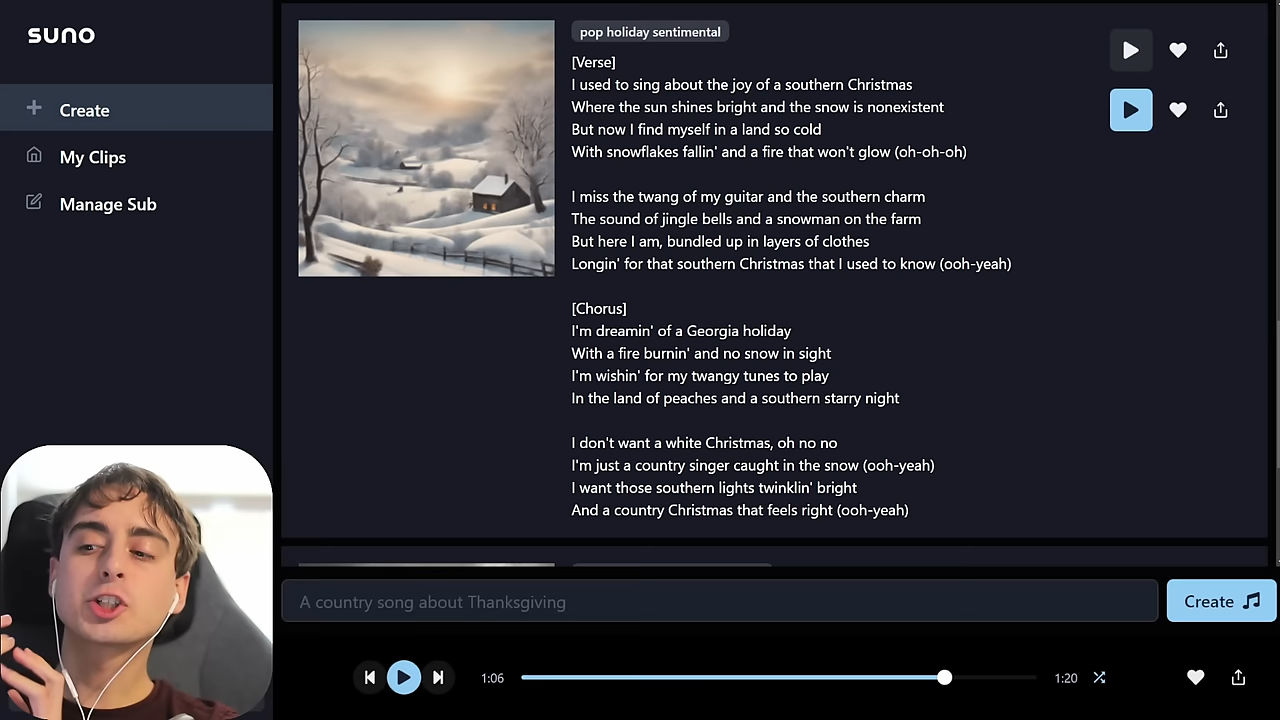 suno
Create
My Clips
Manage Sub
pop holiday sentimental
[Verse]
I used to sing about the joy of a southern Christmas
Where the sun shines bright and the snow is nonexistent
But now I find myself in a land so cold
With snowflakes fallin' and a fire that won't glow (oh-oh-oh)
I miss the twang of my guitar and the southern charm
The sound of jingle bells and a snowman on the farm
But here I am, bundled up in layers of clothes
Longin' for that southern Christmas that I used to know (ooh-yeah)
[Chorus]
I'm dreamin' of a Georgia holiday
With a fire burnin' and no snow in sight
I'm wishin' for my twangy tunes to play
In the land of peaches and a southern starry night
I don't want a white Christmas, oh no no
I'm just a country singer caught in the snow (ooh-yeah)
I want those southern lights twinklin' bright
And a country Christmas that feels right (ooh-yeah)
A country song about Thanksgiving
Create
1:06
1:20